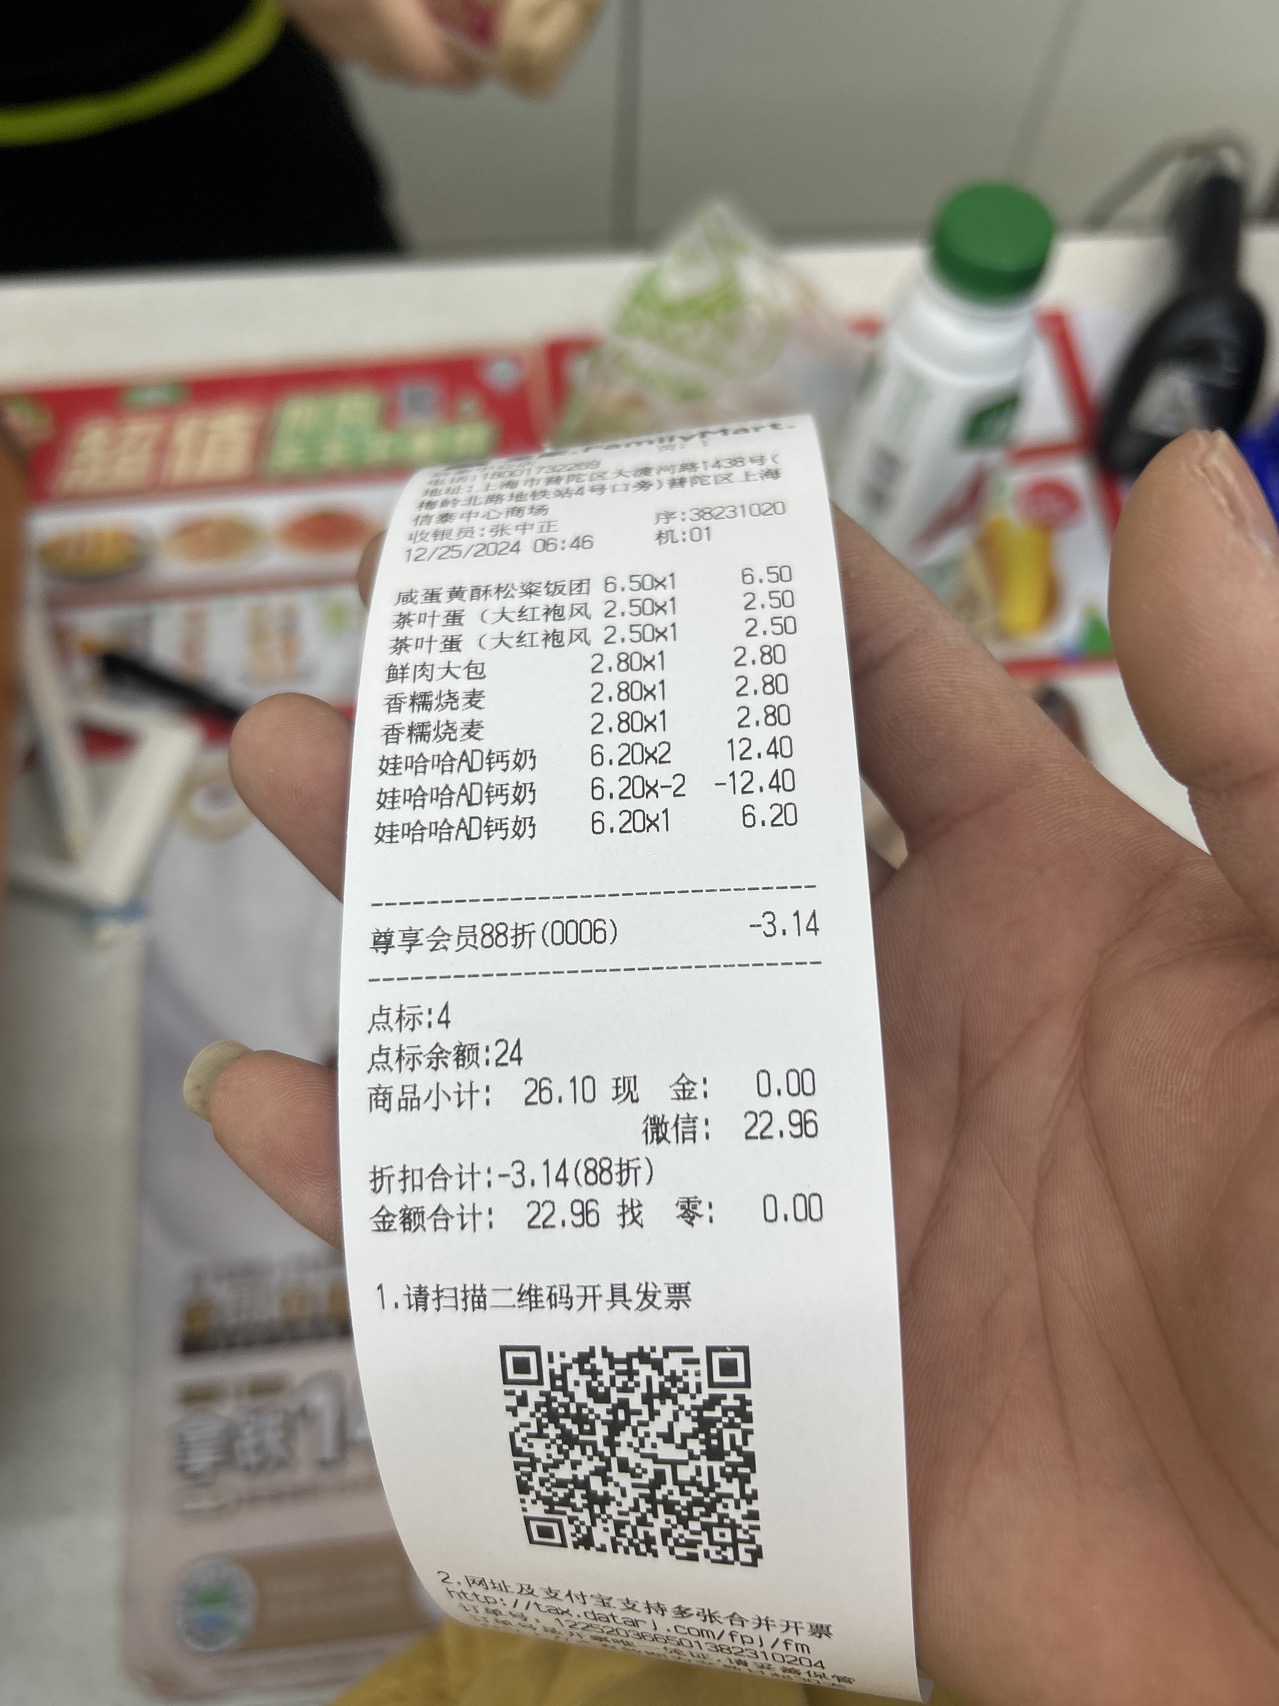 超值
FamilyMart.
电话:18001732269
地址:上海市普陀区大渡河路1438号(
梅岭北路地铁站4号口旁)普陀区上海
信泰中心商场
收银员:张中正 序:38231020
12/25/2024 06:46 机:01
咸蛋黄酥松粢饭团 6.50x1 6.50
茶叶蛋（大红袍风 2.50x1 2.50
茶叶蛋（大红袍风 2.50x1 2.50
鲜肉大包 2.80x1 2.80
香糯烧麦 2.80x1 2.80
香糯烧麦 2.80x1 2.80
娃哈哈AD钙奶 6.20x2 12.40
娃哈哈AD钙奶 6.20x-2 -12.40
娃哈哈AD钙奶 6.20x1 6.20
尊享会员88折(0006) -3.14
点标:4
点标余额:24
商品小计: 26.10 现 金: 0.00
微信: 22.96
折扣合计:-3.14(88折)
金额合计: 22.96 找 零: 0.00
1.请扫描二维码开具发票
2.网址及支付宝支持多张合并开票
http://tax.datarj.com/fpj/fm
订单号: 122520366501382310204